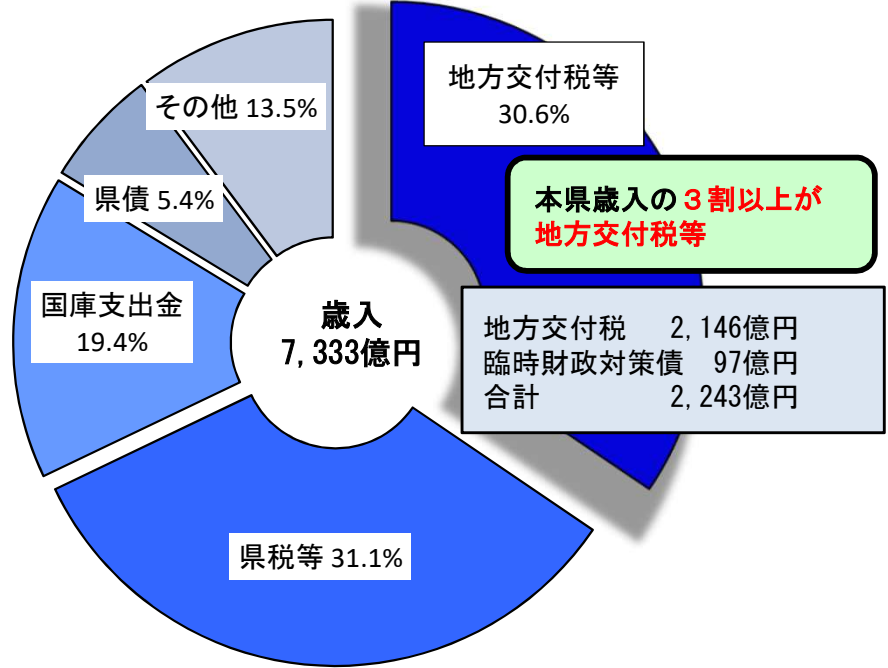 地方交付税等
30.6%
その他 13.5%
本県歳入の３割以上が
地方交付税等
県債 5.4%
国庫支出金
19.4%
歳入
7,333億円
地方交付税 2,146億円
臨時財政対策債 97億円
合計 2,243億円
県税等 31.1%